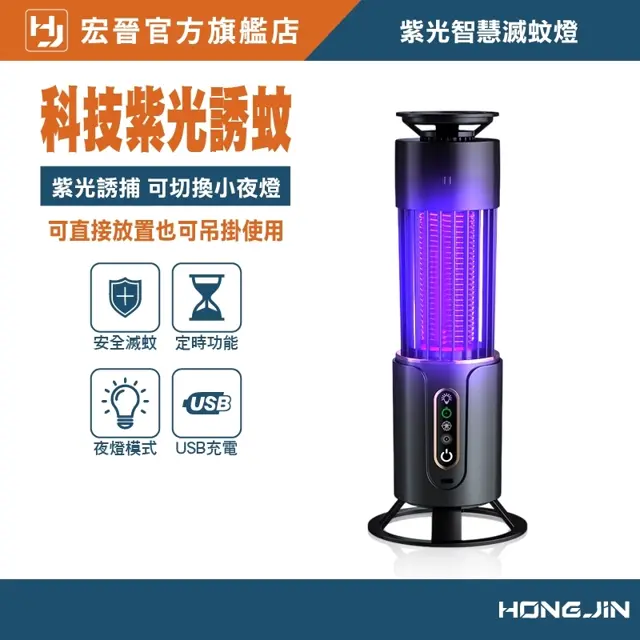 HJ 宏晉官方旗艦店
紫光智慧滅蚊燈
科技紫光誘蚊
紫光誘捕 可切換小夜燈
可直接放置也可吊掛使用
安全滅蚊
定時功能
USB
夜燈模式
USB充電
HONGJIN